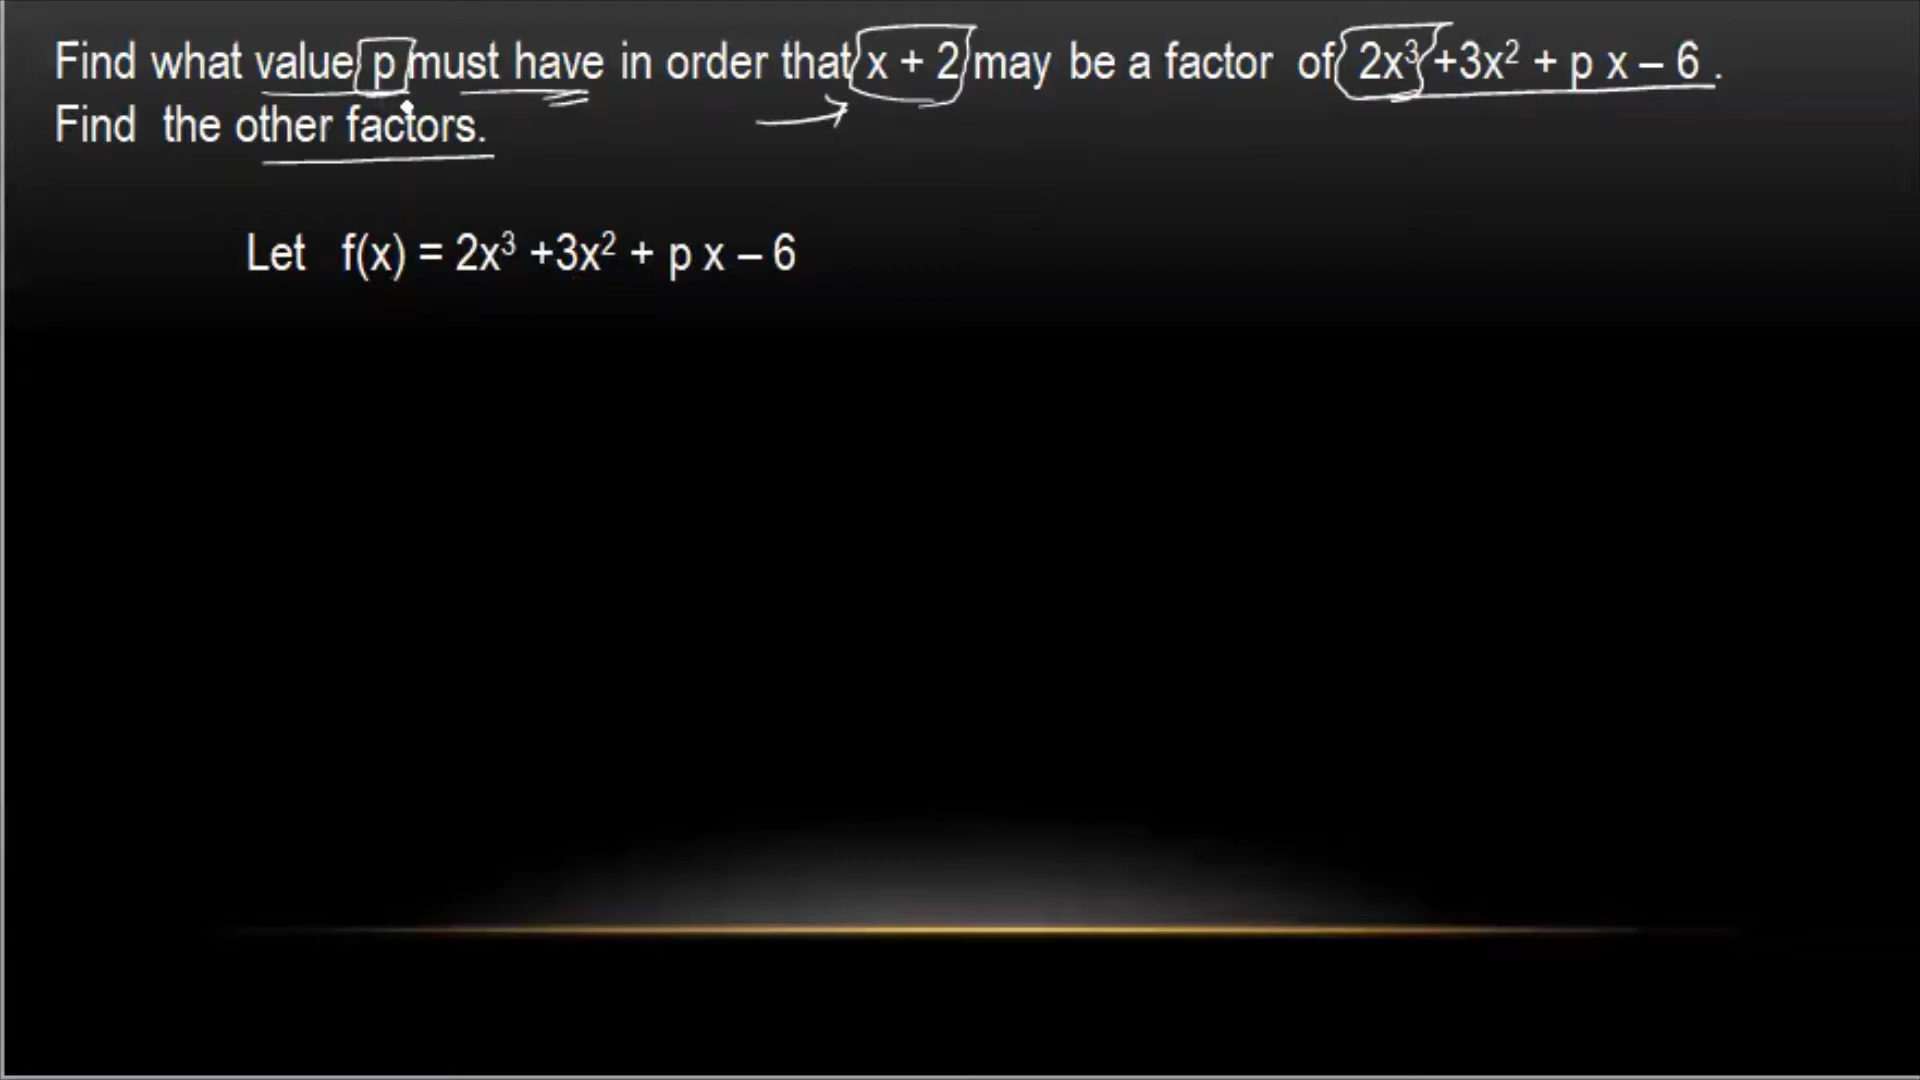 Find what value p must have in order that x + 2 may be a factor of 2x³ +3x² + p x – 6 .
Find the other factors.
Let f(x) = 2x³ +3x² + p x – 6